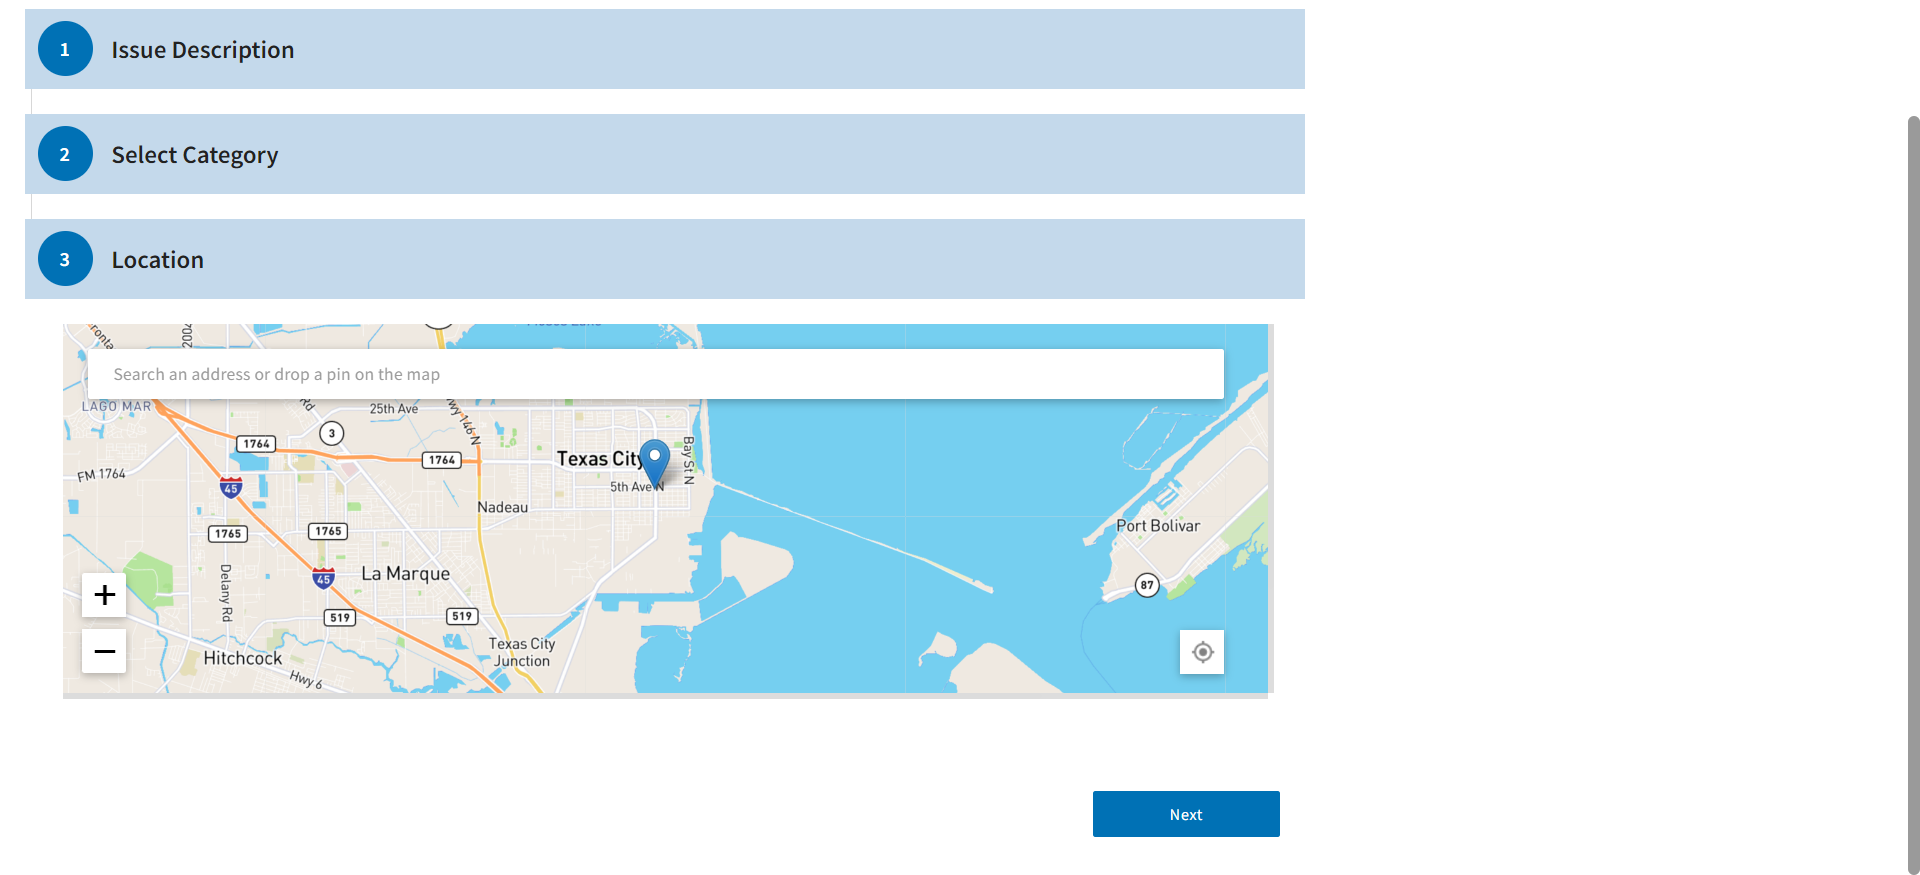 1
Issue Description
2
Select Category
3
Location
2004
Search an address or drop a pin on the map
LAGO MAR
Rd
25th Ave
Hwy 146 N
3
1764
1764
Texas City
Bay St N
FM 1764
45
5th Ave N
Nadeau
1765
1765
Port Bolivar
45
La Marque
Delany Rd
87
+
519
519
Texas City
Junction
−
Hitchcock
Hwy 6
Next